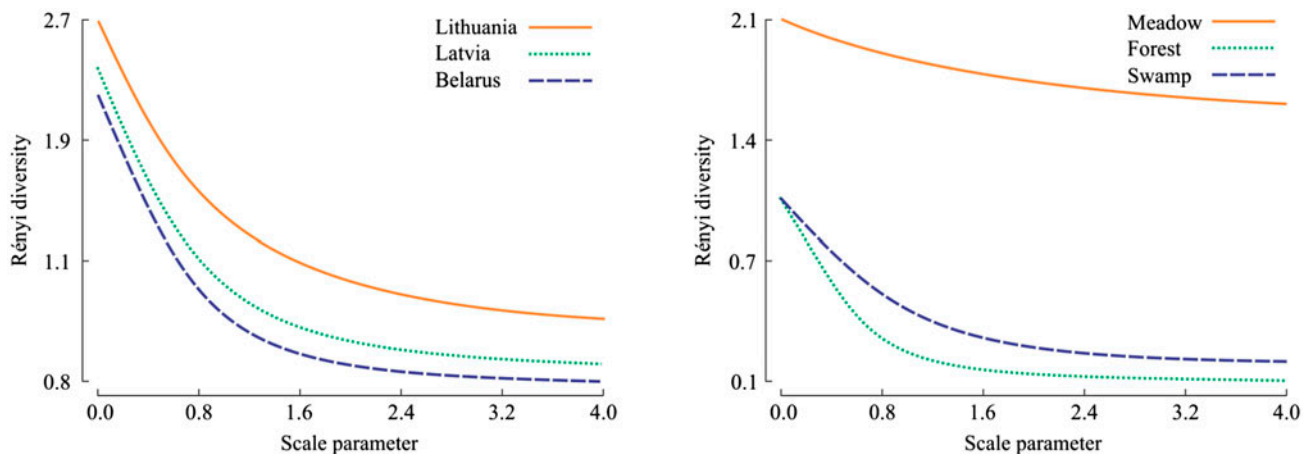 2.7
1.9
1.1
0.8
Rényi diversity
Lithuania
Latvia
Belarus
0.0 0.8 1.6 2.4 3.2 4.0
Scale parameter
2.1
1.4
0.7
0.1
Rényi diversity
Meadow
Forest
Swamp
0.0 0.8 1.6 2.4 3.2 4.0
Scale parameter